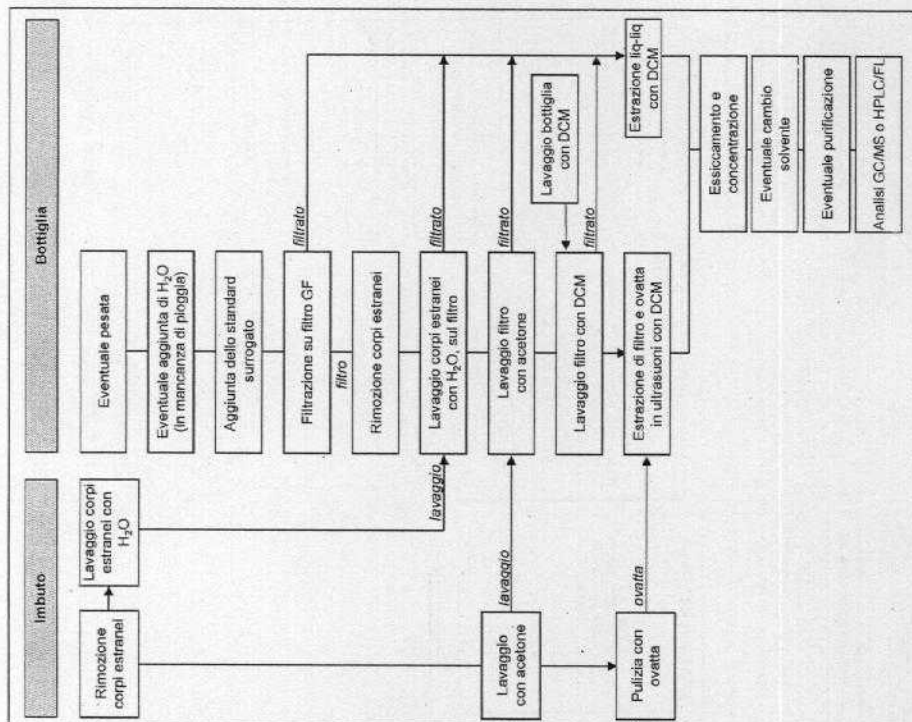 Imbuto
Bottiglia
Rimozione
corpi estranei
Lavaggio corpi
estranei con
H₂O
Eventuale pesata
Eventuale aggiunta di H₂O
(in mancanza di pioggia)
Aggiunta dello standard
surrogato
Filtrazione su filtro GF
filtrato
filtro
Rimozione corpi estranei
lavaggio
Lavaggio corpi estranei
con H₂O, sul filtro
filtrato
Lavaggio
con acetone
lavaggio
Lavaggio filtro
con acetone
filtrato
Lavaggio bottiglia
con DCM
Lavaggio filtro con DCM
filtrato
Pulizia con
ovatta
ovatta
Estrazione di filtro e ovatta
in ultrasuoni con DCM
Estrazione liq-liq
con DCM
Essiccamento e
concentrazione
Eventuale cambio
solvente
Eventuale purificazione
Analisi GC/MS o HPLC/FL